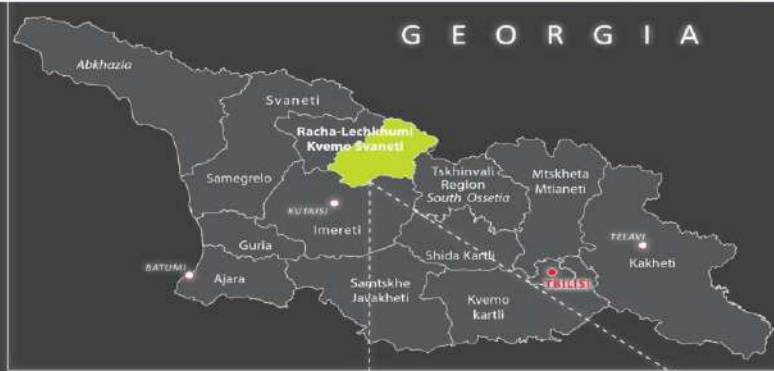 GEORGIA
Abkhazia
Svaneti
Racha-Lechkhumi
Kvemo Svaneti
Samegrelo
Tskhinvali
Region
South Ossetia
Mtskheta
Mtianeti
KUTAISI
Imereti
Guria
Shida Kartli
TELAVI
Kakheti
BATUMI
Ajara
Samtskhe
Javakheti
Kvemo
kartli
TBILISI